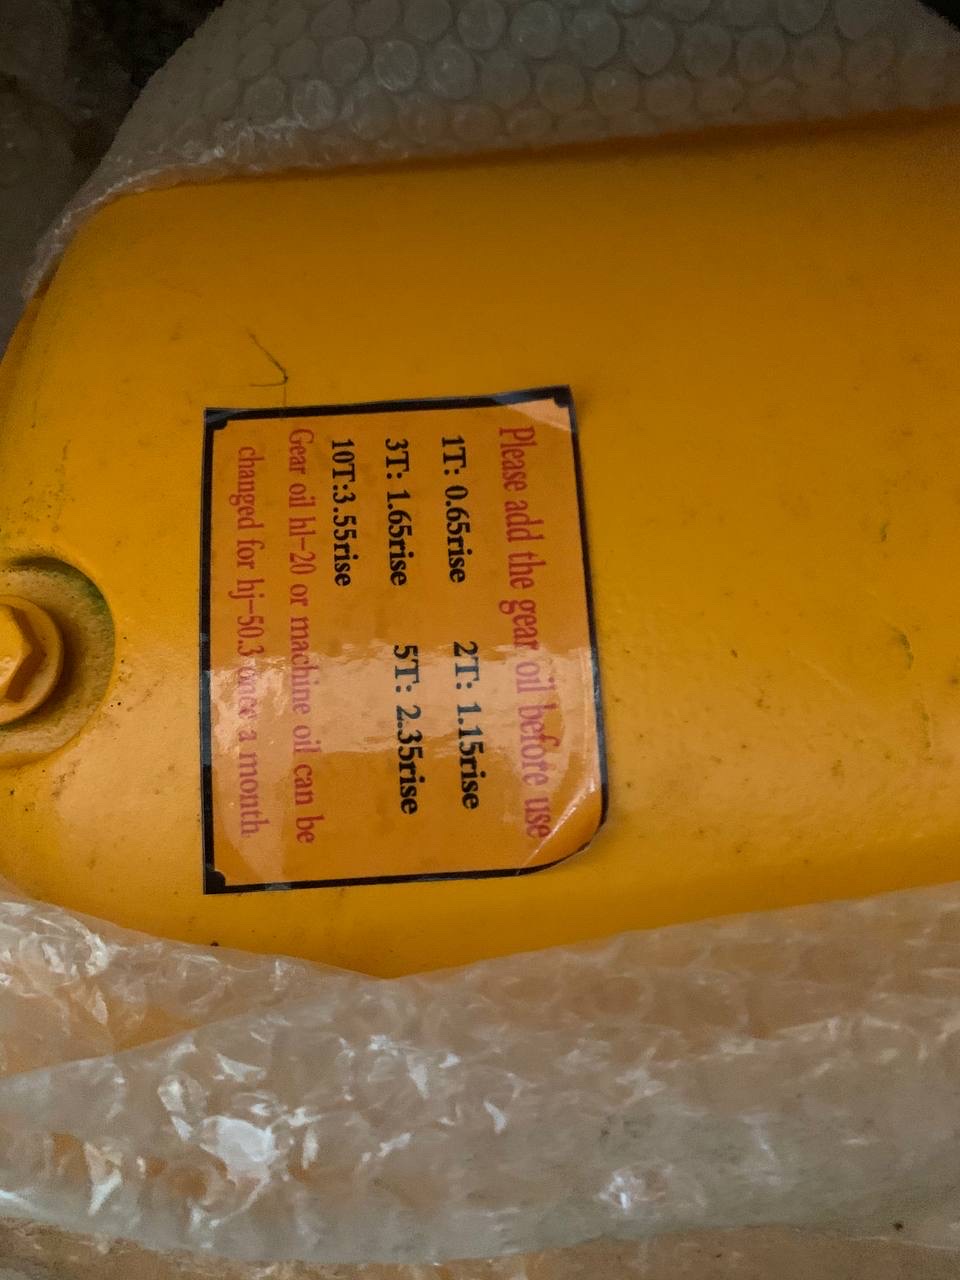 Please add the gear oil before use
1T: 0.65rise 2T: 1.15rise
3T: 1.65rise 5T: 2.35rise
10T:3.55rise
Gear oil hl-20 or machine oil can be
changed for hj-50.3 once a month.